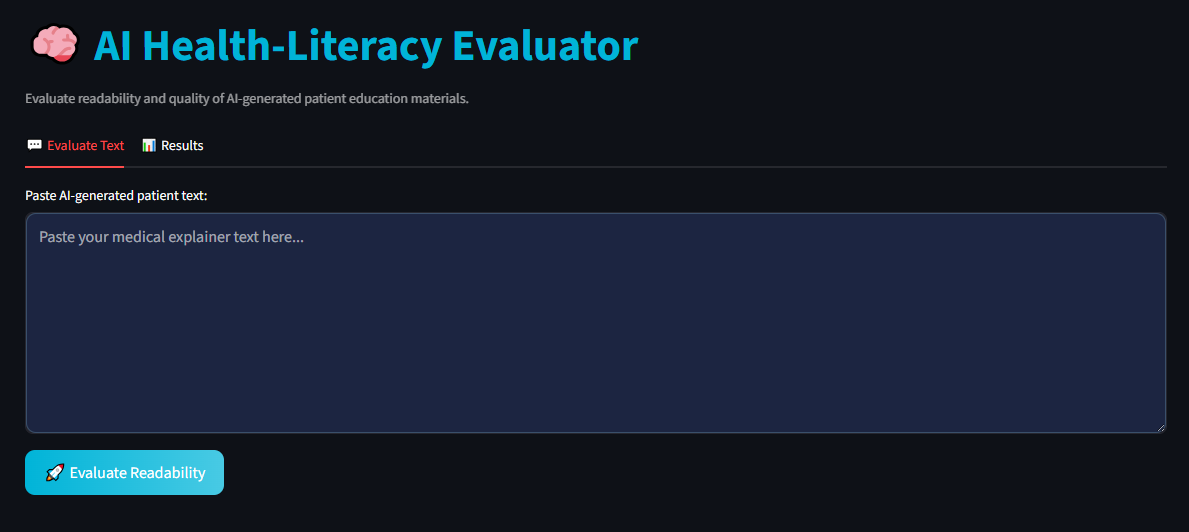 AI Health-Literacy Evaluator
Evaluate readability and quality of AI-generated patient education materials.
Evaluate Text
Results
Paste AI-generated patient text:
Paste your medical explainer text here...
Evaluate Readability